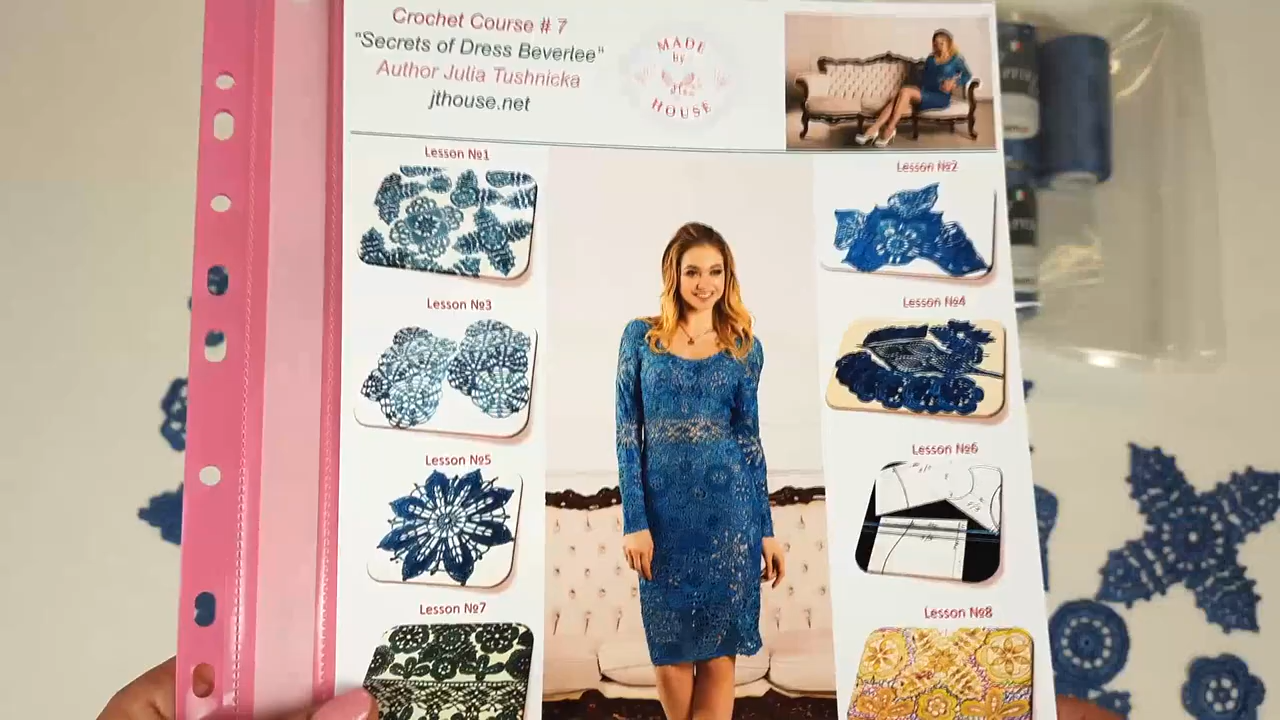 Crochet Course # 7
"Secrets of Dress Beverlee"
Author Julia Tushnicka
jthouse.net
MADE
by
HOUSE
Lesson №1
Lesson №2
Lesson №3
Lesson №4
Lesson №5
Lesson №6
Lesson №7
Lesson №8